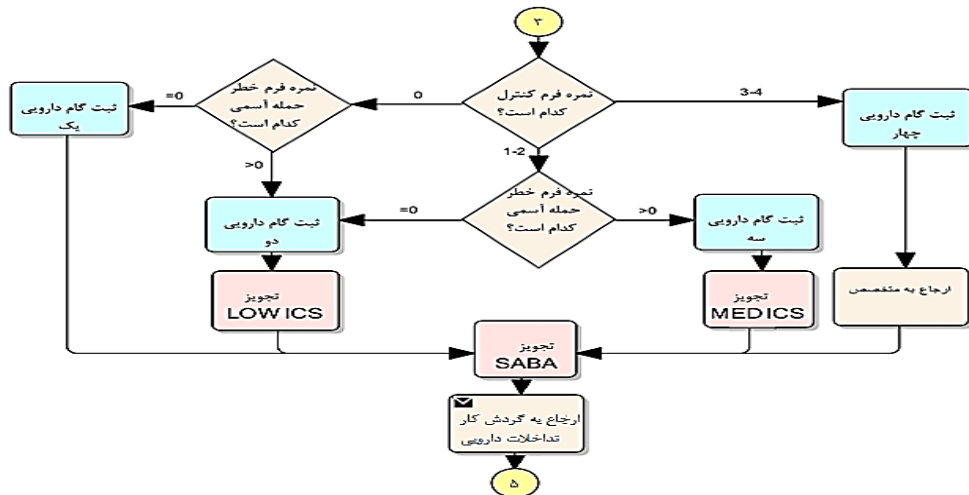 ۳
نمره فرم کنترل
کدام است؟
0
3-4
1-2
نمره فرم خطر
حمله آسمی
کدام است؟
=0
>0
ثبت گام دارویی
یک
ثبت گام دارویی
چهار
نمره فرم خطر
حمله آسمی
کدام است؟
=0
>0
ثبت گام دارویی
دو
ثبت گام دارویی
سه
تجویز
LOW ICS
تجویز
MED ICS
ارجاع به متخصص
تجویز
SABA
ارجاع به گردش کار
تداخلات دارویی
۵